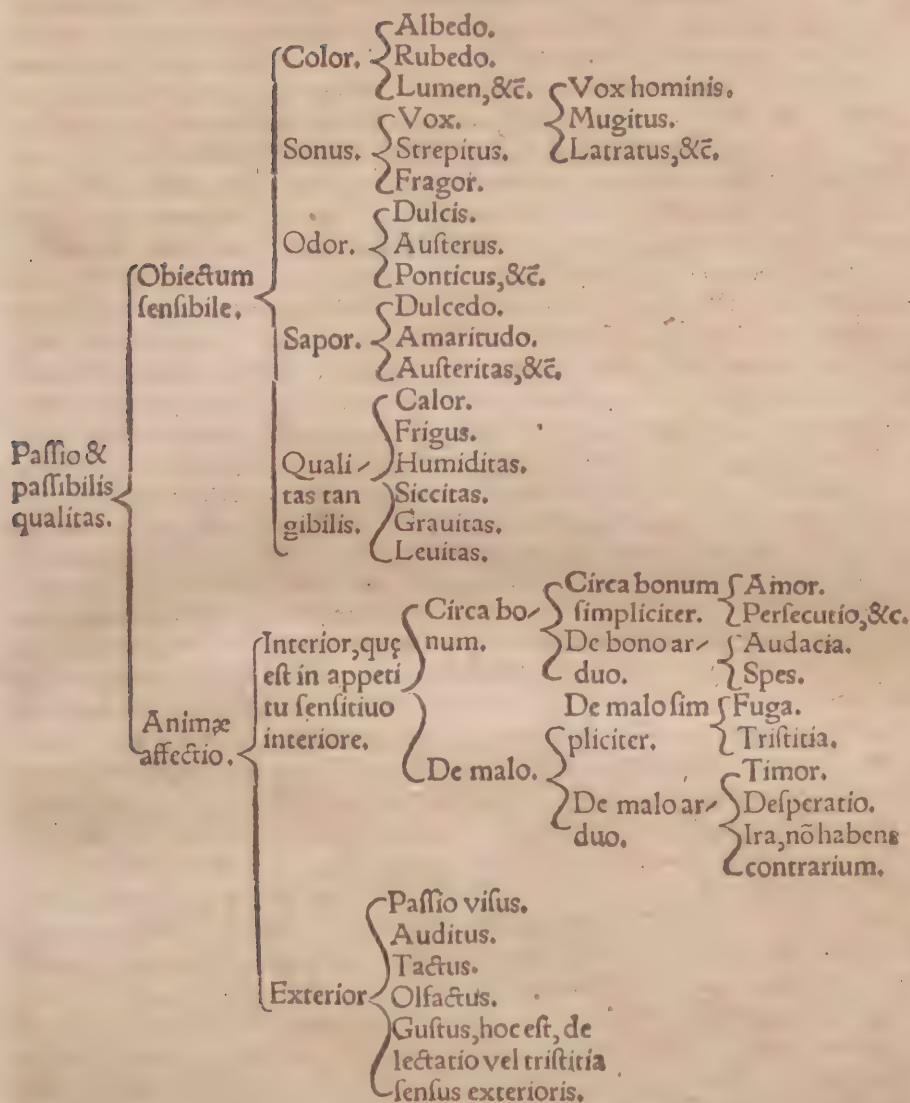 Albedo.
Color. Rubedo.
Lumen,&c̄. Vox hominis.
Vox. Mugitus.
Sonus. Strepitus. Latratus,&c̄.
Fragor.
Dulcis.
Odor. Auſterus.
Obiectum Ponticus,&c̄.
ſenſibile. Dulcedo.
Sapor. Amaritudo.
Auſteritas,&c̄.
Calor.
Frigus.
Paſſio & Quali- Humiditas.
paſſibilis tas tan Siccitas.
qualitas. gibilis. Grauitas.
Leuitas.
Circa bonum Amor.
Circa bo- ſimpliciter. Perſecutio,&c.
Interior,quę num. De bono ar- Audacia.
eſt in appeti duo. Spes.
tu ſenſitiuo De malo ſim Fuga.
Animæ interiore. pliciter. Triſtitia.
affectio. De malo. Timor.
De malo ar- Deſperatio.
duo. Ira,nō habens
contrarium.
Paſſio viſus.
Auditus.
Tactus.
Exterior Olfactus.
Guſtus,hoc eſt, de
lectatio vel triſtitia
ſenſus exterioris.